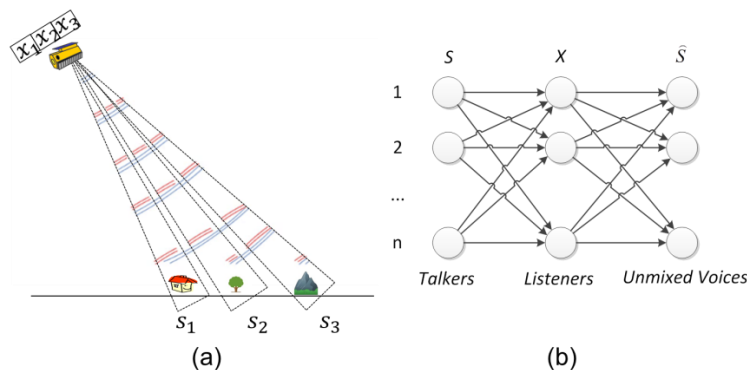 x₁ x₂ x₃
s₁ s₂ s₃
(a)
S X Ŝ
1
2
...
n
Talkers Listeners Unmixed Voices
(b)